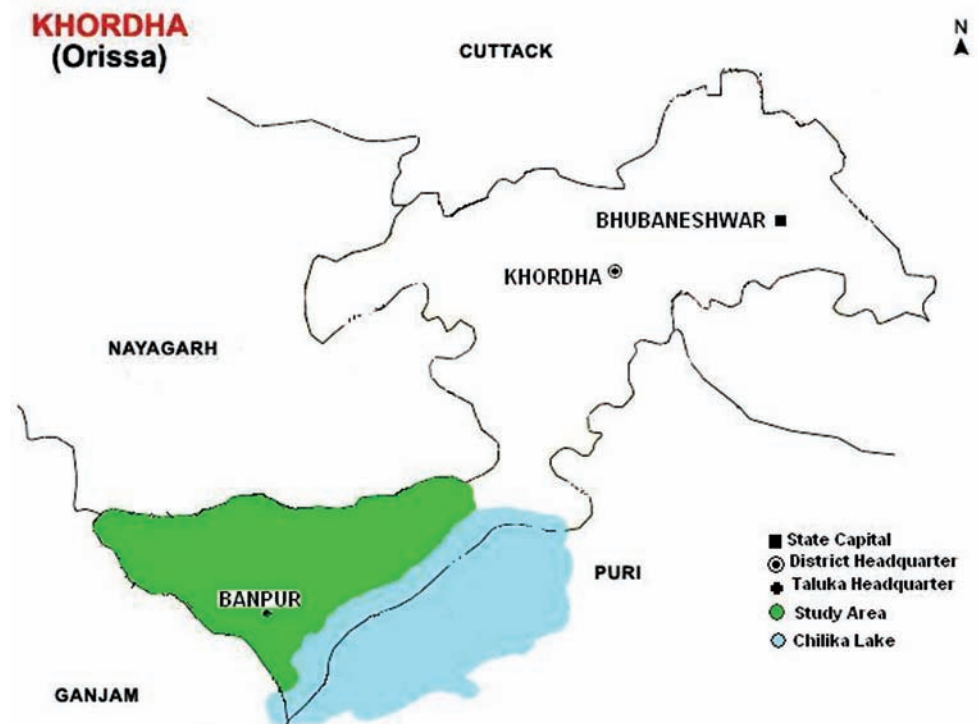 KHORDHA
(Orissa)
CUTTACK
N
BHUBANESHWAR
KHORDHA
NAYAGARH
BANPUR
PURI
GANJAM
State Capital
District Headquarter
Taluka Headquarter
Study Area
Chilika Lake